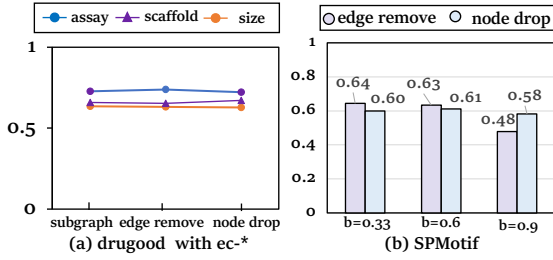 assay scaffold size
1
0.5
0
subgraph edge remove node drop
(a) drugood with ec-*
edge remove node drop
1
0.8
0.6
0.4
0.2
0
0.64 0.60 0.63 0.61 0.48 0.58
b=0.33 b=0.6 b=0.9
(b) SPMotif